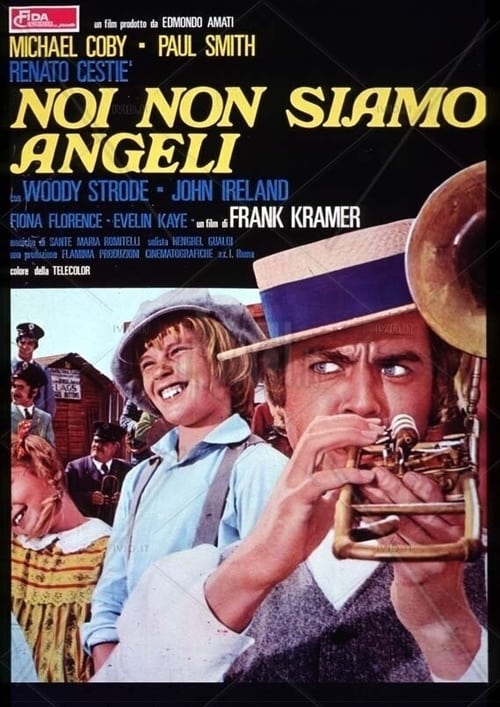 FIDA
un film prodotto da EDMONDO AMATI
MICHAEL COBY - PAUL SMITH
RENATO CESTIE'
NOI NON SIAMO
ANGELI
con WOODY STRODE - JOHN IRELAND
FIONA FLORENCE - EVELIN KAYE - un film di FRANK KRAMER
musiche di SANTE MARIA ROMITELLI solista HENGHEL GUALDI
una produzione FLAMINIA PRODUZIONI CINEMATOGRAFICHE s.r.l. Roma
colore della TELECOLOR